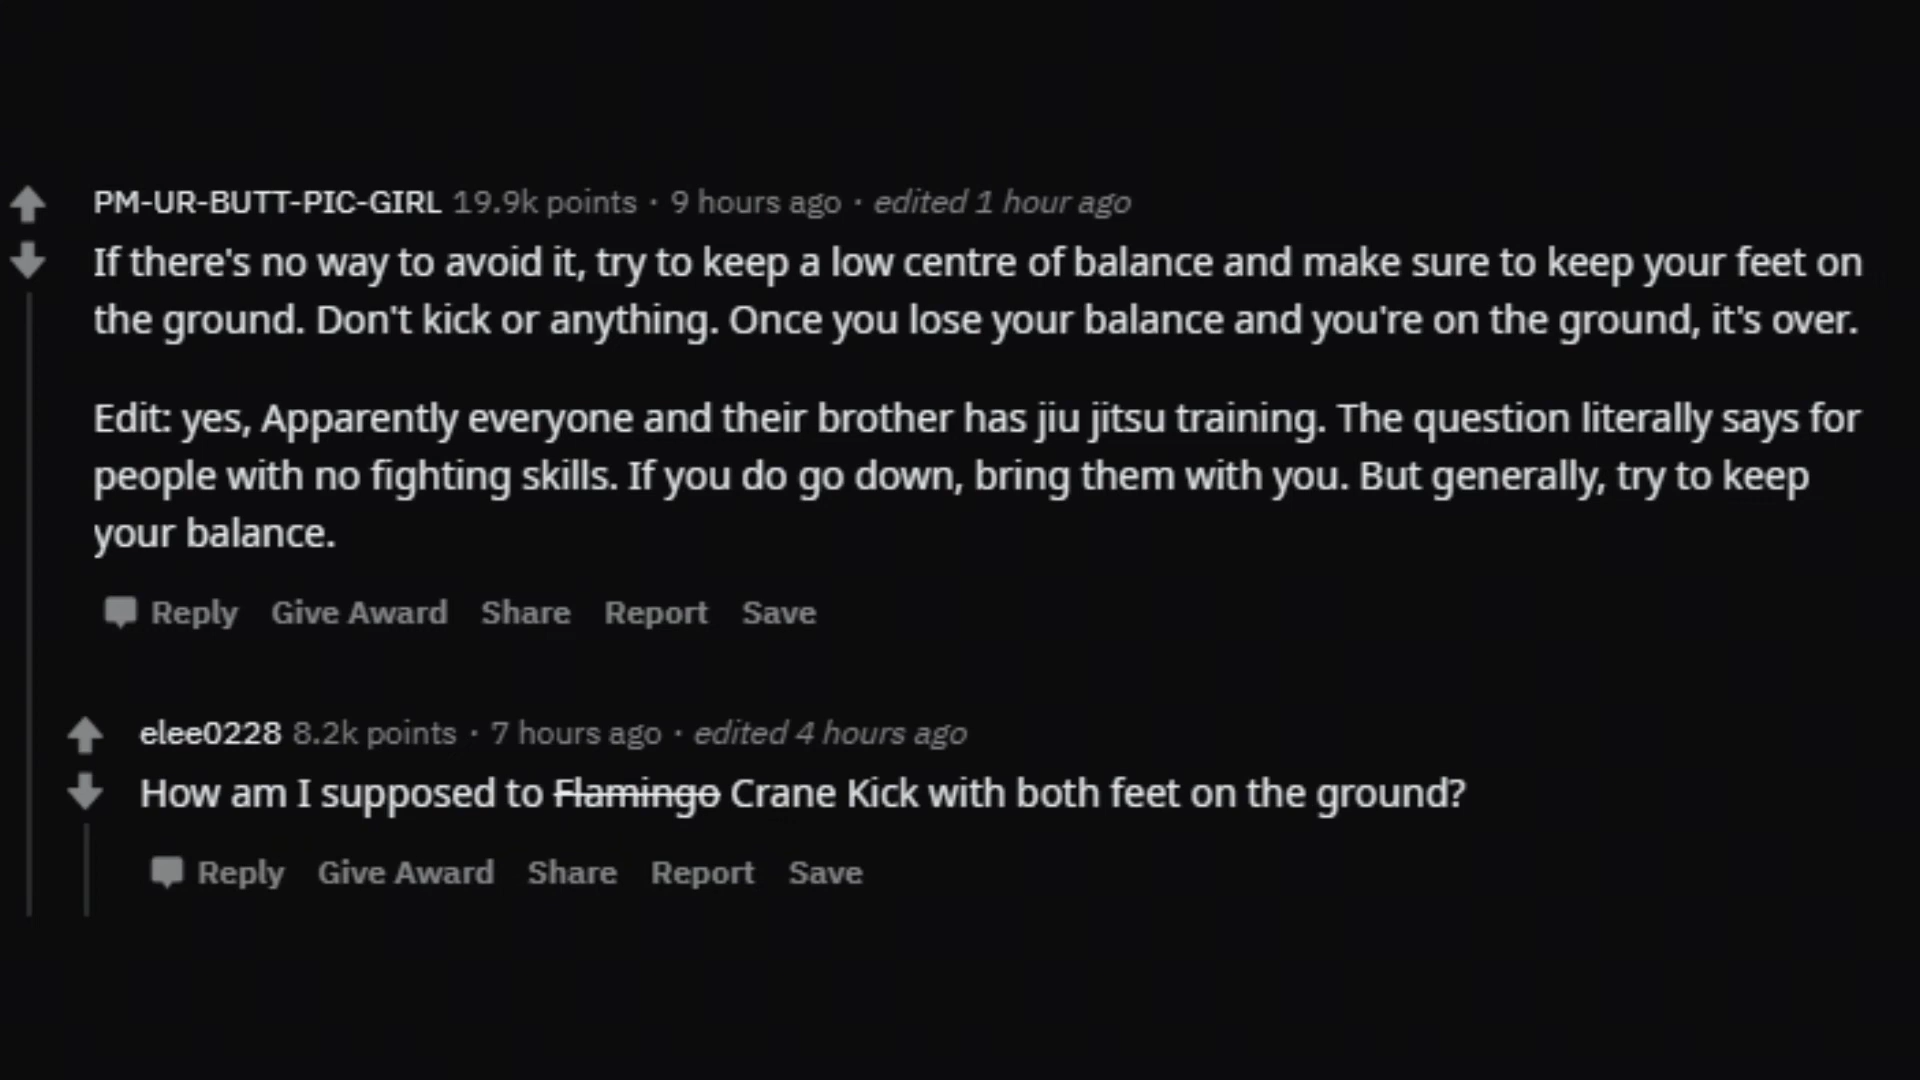 PM-UR-BUTT-PIC-GIRL 19.9k points · 9 hours ago · edited 1 hour ago
If there's no way to avoid it, try to keep a low centre of balance and make sure to keep your feet on
the ground. Don't kick or anything. Once you lose your balance and you're on the ground, it's over.
Edit: yes, Apparently everyone and their brother has jiu jitsu training. The question literally says for
people with no fighting skills. If you do go down, bring them with you. But generally, try to keep
your balance.
Reply Give Award Share Report Save
elee0228 8.2k points · 7 hours ago · edited 4 hours ago
How am I supposed to Flamingo Crane Kick with both feet on the ground?
Reply Give Award Share Report Save